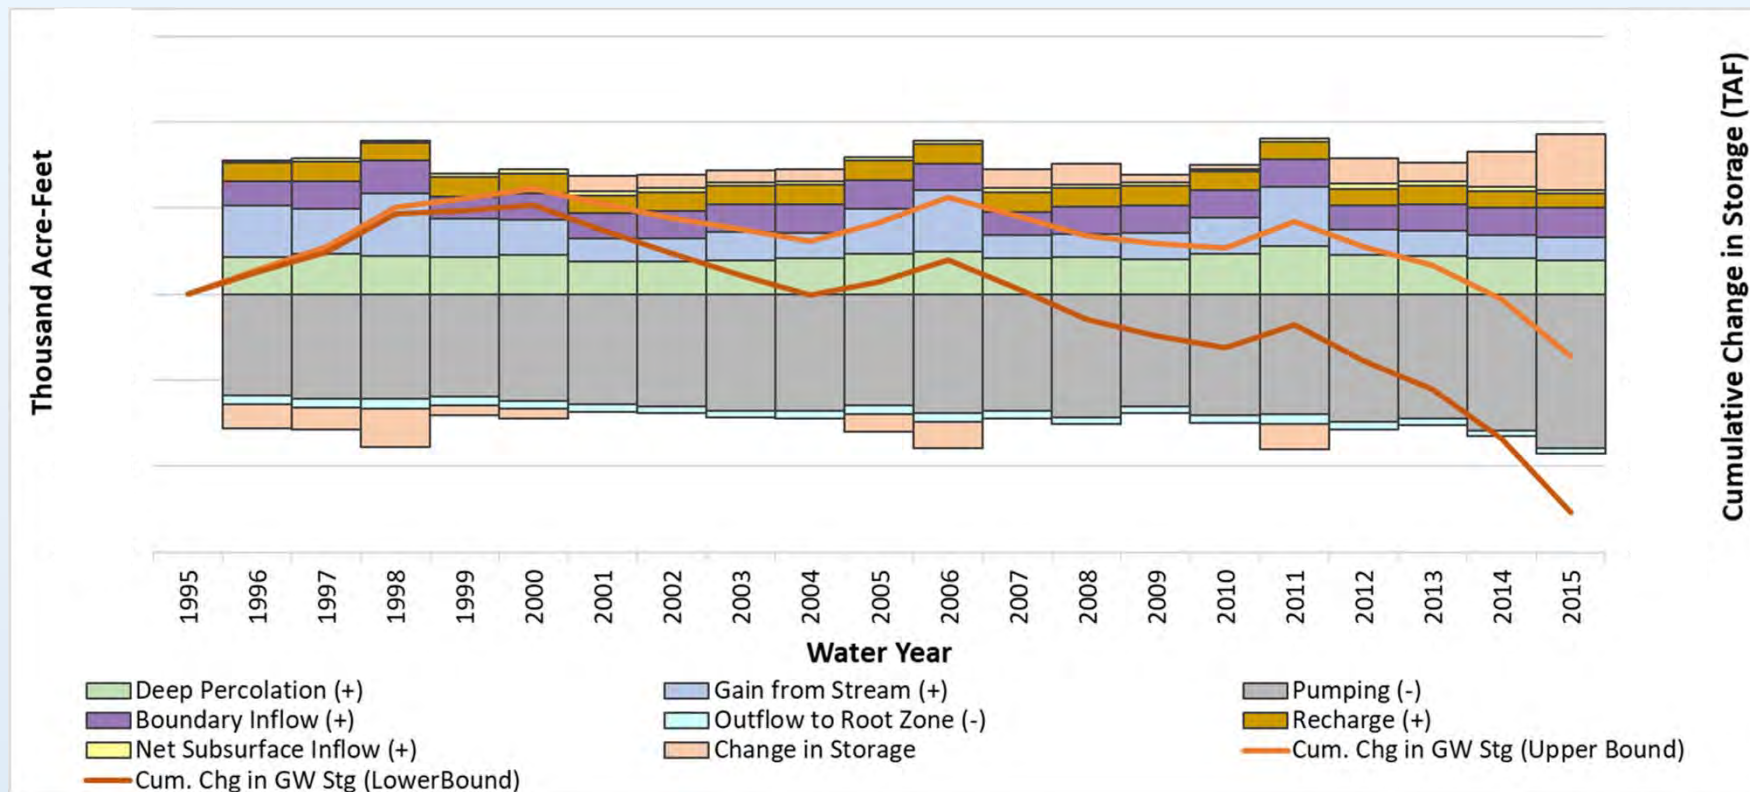 Thousand Acre-Feet
Cumulative Change in Storage (TAF)
1995 1996 1997 1998 1999 2000 2001 2002 2003 2004 2005 2006 2007 2008 2009 2010 2011 2012 2013 2014 2015
Water Year
Deep Percolation (+) Gain from Stream (+) Pumping (-)
Boundary Inflow (+) Outflow to Root Zone (-) Recharge (+)
Net Subsurface Inflow (+) Change in Storage Cum. Chg in GW Stg (Upper Bound)
Cum. Chg in GW Stg (LowerBound)